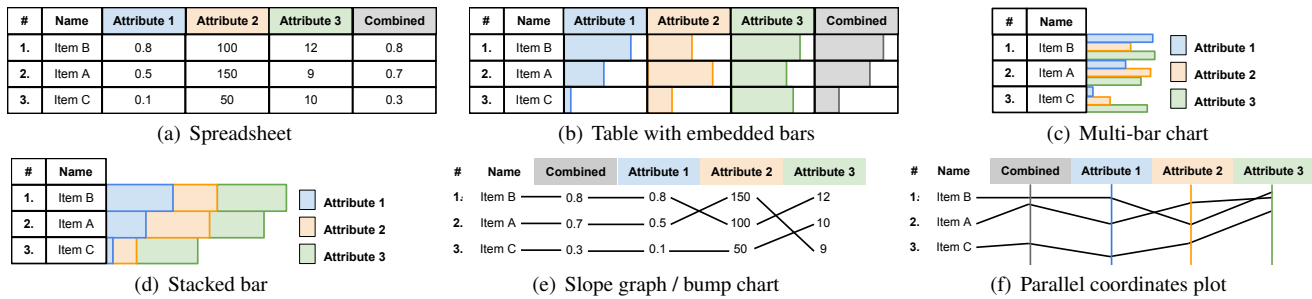 # Name Attribute 1 Attribute 2 Attribute 3 Combined
1. Item B 0.8 100 12 0.8
2. Item A 0.5 150 9 0.7
3. Item C 0.1 50 10 0.3
(a) Spreadsheet
# Name Attribute 1 Attribute 2 Attribute 3 Combined
1. Item B
2. Item A
3. Item C
(b) Table with embedded bars
# Name
1. Item B
2. Item A
3. Item C
Attribute 1
Attribute 2
Attribute 3
(c) Multi-bar chart
# Name
1. Item B
2. Item A
3. Item C
Attribute 1
Attribute 2
Attribute 3
(d) Stacked bar
# Name Combined Attribute 1 Attribute 2 Attribute 3
1. Item B 0.8 0.8 150 12
2. Item A 0.7 0.5 100 10
3. Item C 0.3 0.1 50 9
(e) Slope graph / bump chart
# Name Combined Attribute 1 Attribute 2 Attribute 3
1. Item B
2. Item A
3. Item C
(f) Parallel coordinates plot